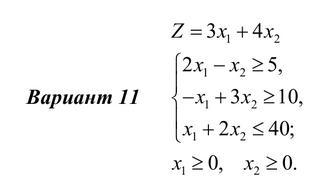 Z = 3x₁ + 4x₂
2x₁ − x₂ ≥ 5,
Вариант 11
−x₁ + 3x₂ ≥ 10,
x₁ + 2x₂ ≤ 40;
x₁ ≥ 0, x₂ ≥ 0.